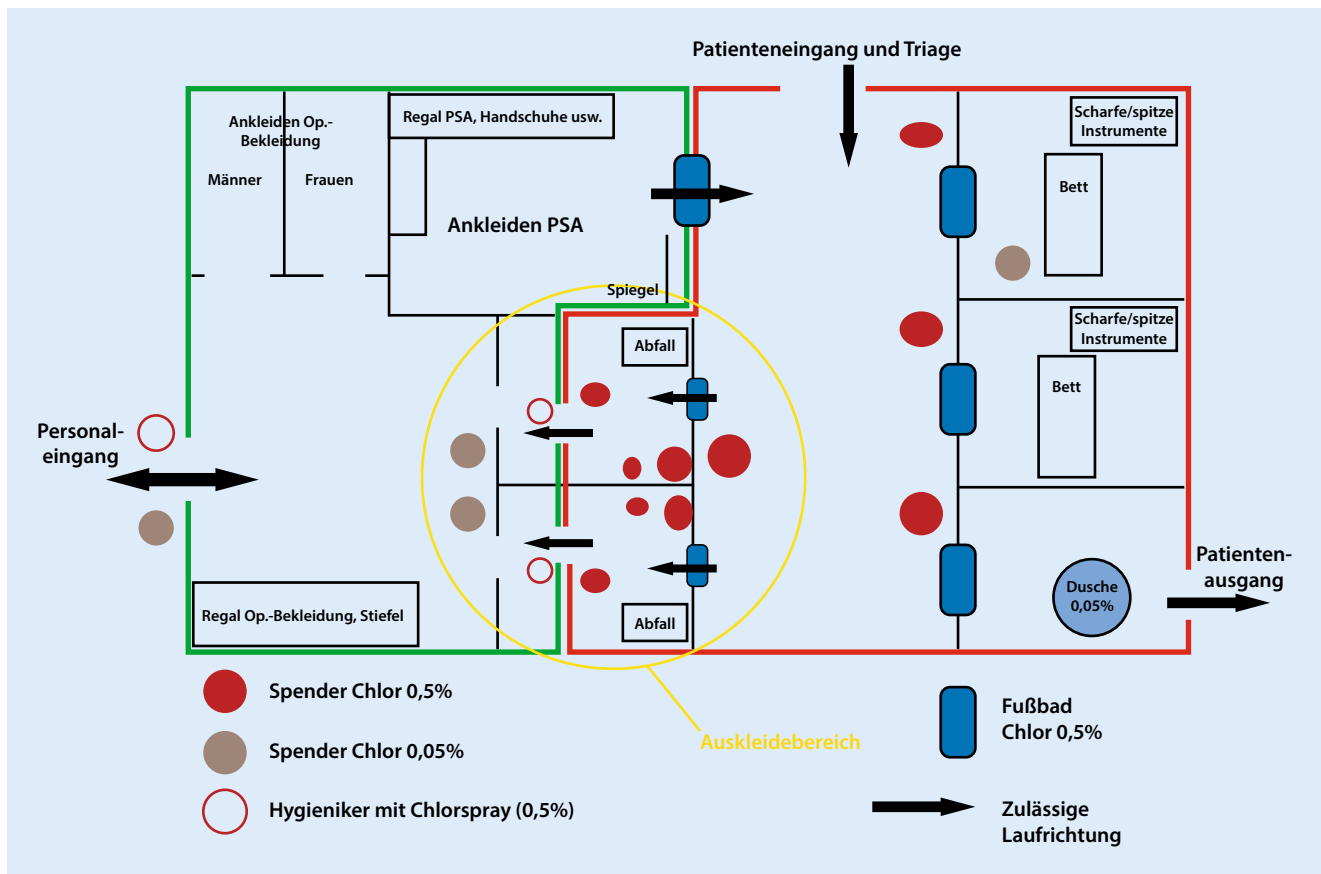 Patienteneingang und Triage
Ankleiden Op.-
Bekleidung
Männer
Frauen
Regal PSA, Handschuhe usw.
Ankleiden PSA
Spiegel
Scharfe/spitze
Instrumente
Bett
Scharfe/spitze
Instrumente
Bett
Abfall
Personal-
eingang
Abfall
Regal Op.-Bekleidung, Stiefel
Dusche
0,05%
Patienten-
ausgang
Auskleidebereich
Spender Chlor 0,5%
Spender Chlor 0,05%
Hygieniker mit Chlorspray (0,5%)
Fußbad
Chlor 0,5%
Zulässige
Laufrichtung